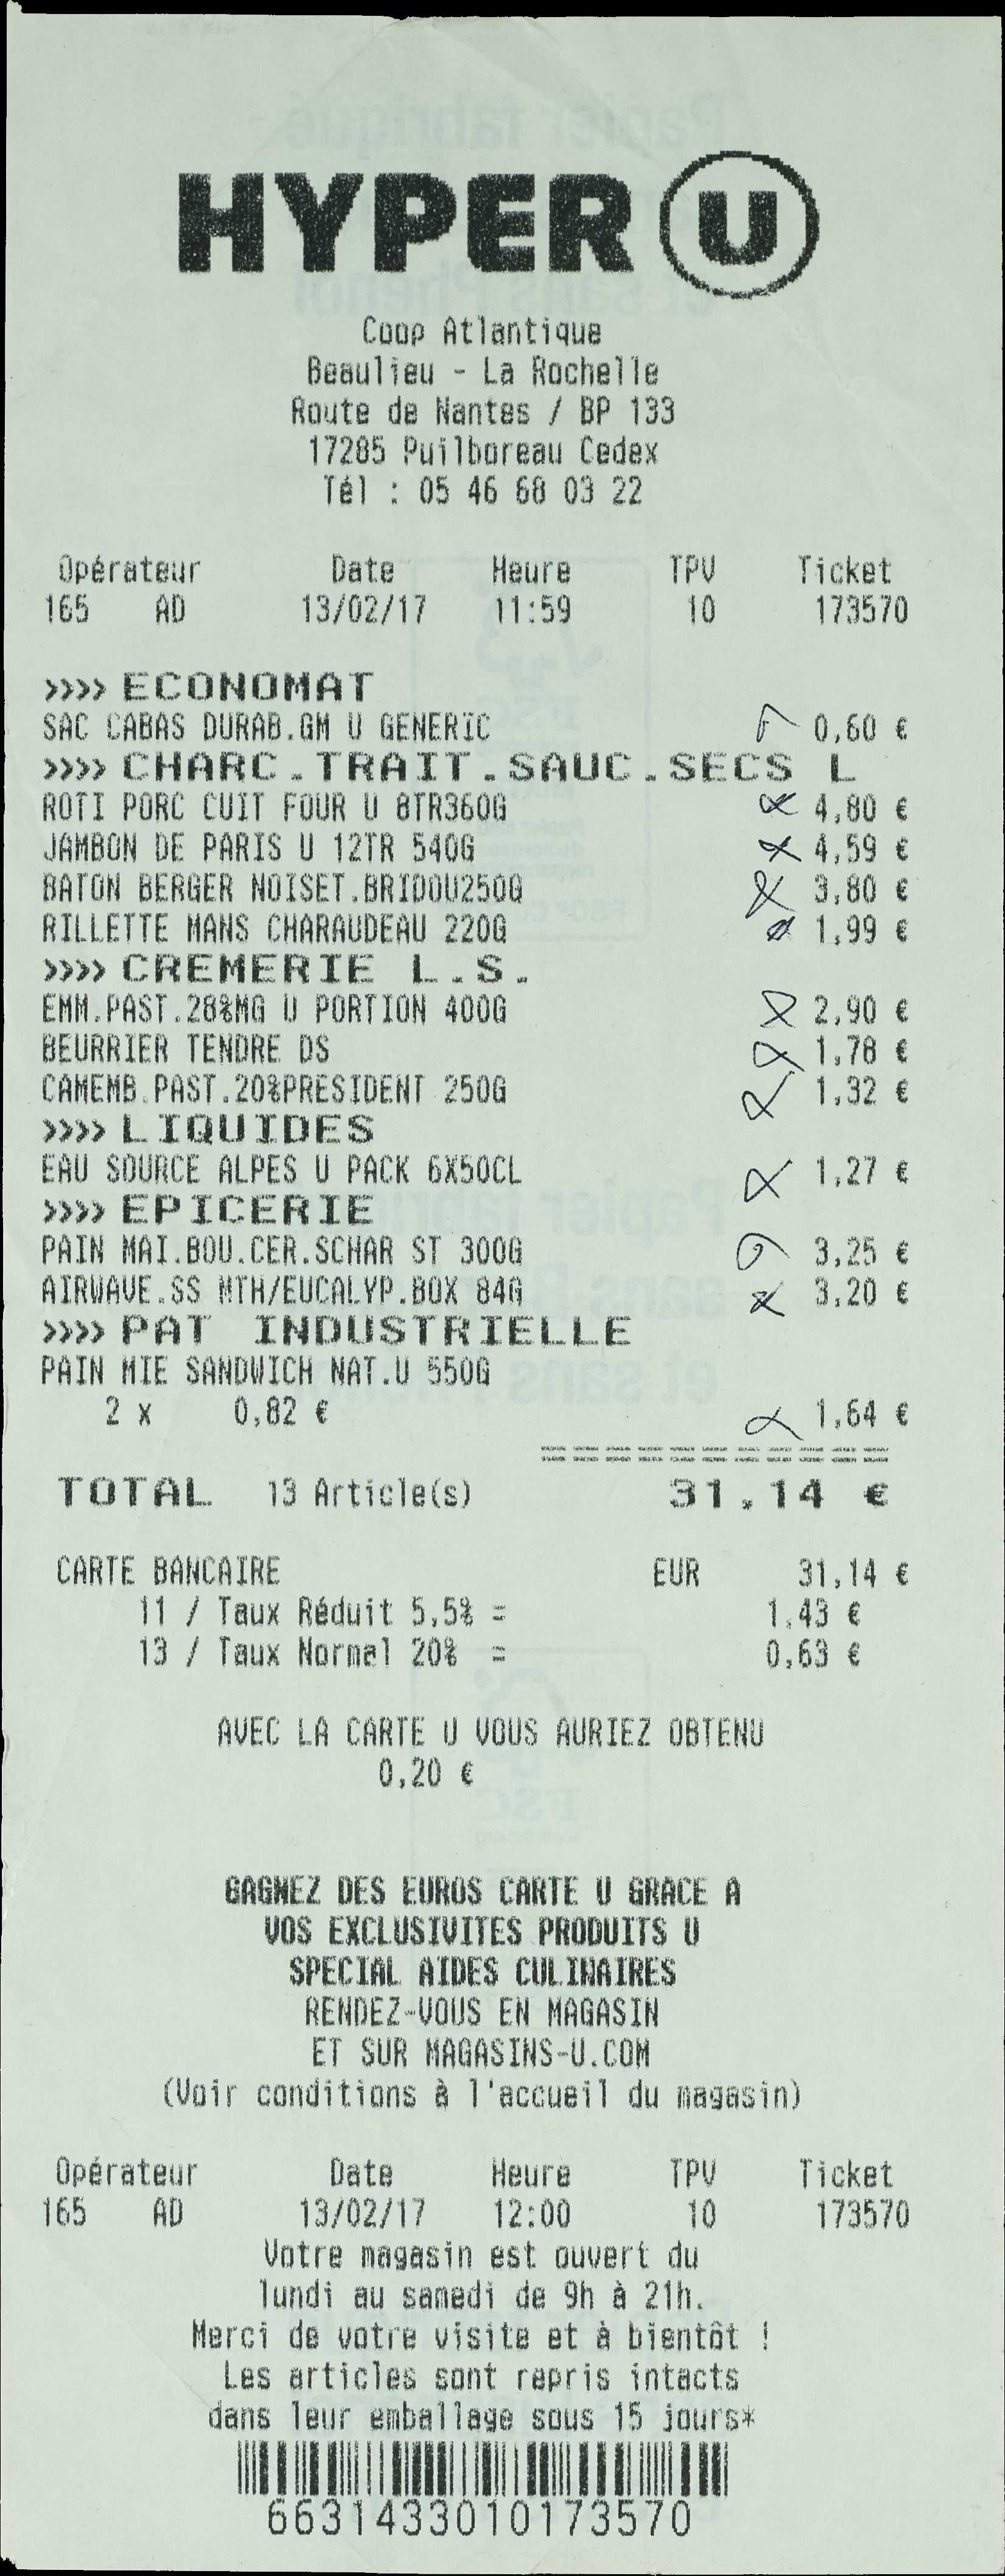 HYPER U
Coop Atlantique
Beaulieu - La Rochelle
Route de Nantes / BP 133
17285 Puilboreau Cedex
Tél : 05 46 68 03 22
Opérateur Date Heure TPV Ticket
165 AD 13/02/17 11:59 10 173570
>>>> ECONOMAT
SAC CABAS DURAB.GM U GENERIC 0,60 €
>>>> CHARC.TRAIT.SAUC.SECS L
ROTI PORC CUIT FOUR U 8TR360G 4,80 €
JAMBON DE PARIS U 12TR 540G 4,59 €
BATON BERGER NOISET.BRIDOU250G 3,80 €
RILLETTE MANS CHARAUDEAU 220G 1,99 €
>>>> CREMERIE L.S.
EMM.PAST.28%MG U PORTION 400G 2,90 €
BEURRIER TENDRE DS 1,78 €
CAMEMB.PAST.20%PRESIDENT 250G 1,32 €
>>>> LIQUIDES
EAU SOURCE ALPES U PACK 6X50CL 1,27 €
>>>> EPICERIE
PAIN MAI.BOU.CER.SCHAR ST 300G 3,25 €
AIRWAVE.SS MTH/EUCALYP.BOX 84G 3,20 €
>>>> PAT INDUSTRIELLE
PAIN MIE SANDWICH NAT.U 550G
2 x 0,82 € 1,64 €
TOTAL 13 Article(s) 31.14 €
CARTE BANCAIRE EUR 31,14 €
11 / Taux Réduit 5,5% = 1.43 €
13 / Taux Normal 20% = 0,63 €
AVEC LA CARTE U VOUS AURIEZ OBTENU
0,20 €
GAGNEZ DES EUROS CARTE U GRACE A
VOS EXCLUSIVITES PRODUITS U
SPECIAL AIDES CULINAIRES
RENDEZ-VOUS EN MAGASIN
ET SUR MAGASINS-U.COM
(Voir conditions à l'accueil du magasin)
Opérateur Date Heure TPV Ticket
165 AD 13/02/17 12:00 10 173570
Votre magasin est ouvert du
lundi au samedi de 9h à 21h.
Merci de votre visite et à bientôt !
Les articles sont repris intacts
dans leur emballage sous 15 jours*
6631433010173570